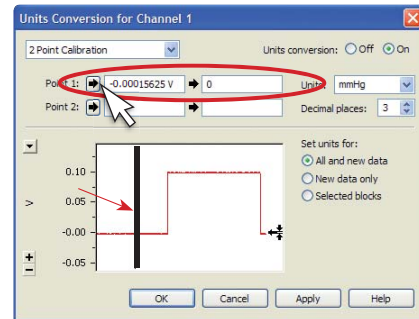 Units Conversion for Channel 1
2 Point Calibration Units conversion: Off On
Point 1: -0.00015625 V 0 Units: mmHg
Point 2: Decimal places: 3
Set units for:
All and new data
New data only
Selected blocks
V
0.10
0.05
-0.00
-0.05
+
-
OK Cancel Apply Help